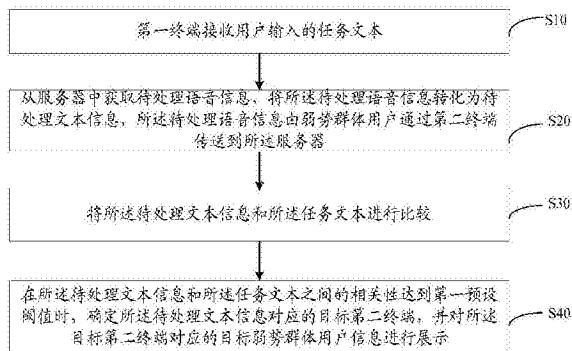 第一终端接收用户输入的任务文本
S10
从服务器中获取待处理语音信息，将所述待处理语音信息转化为待
处理文本信息，所述待处理语音信息由弱势群体用户通过第二终端
传送到所述服务器
S20
将所述待处理文本信息和所述任务文本进行比较
S30
在所述待处理文本信息和所述任务文本之间的相关性达到第一预设
阈值时，确定所述待处理文本信息对应的目标第二终端，并对所述
目标第二终端对应的目标弱势群体用户信息进行展示
S40